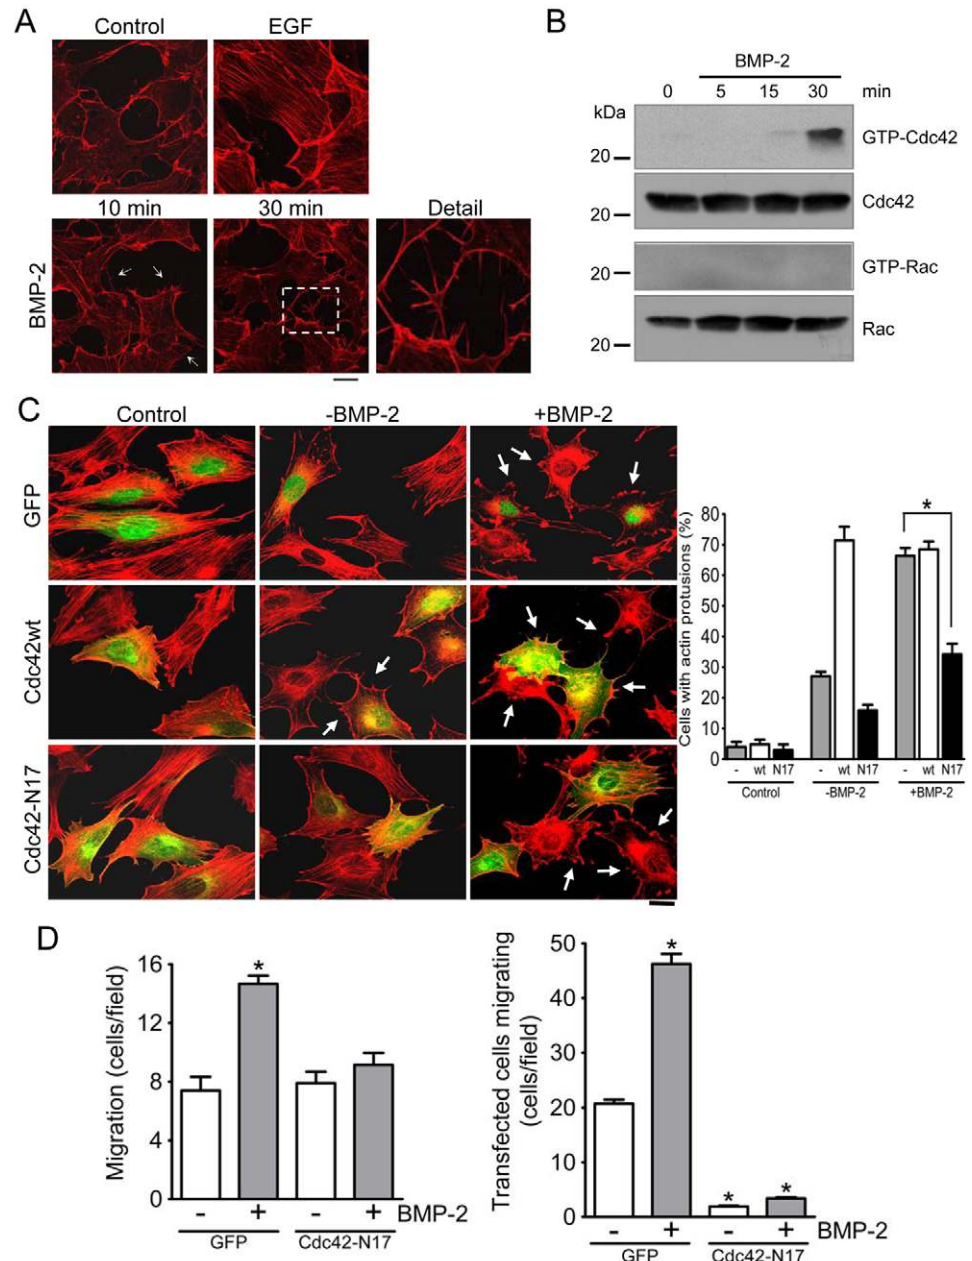 A
Control EGF
10 min 30 min Detail
BMP-2
B
BMP-2
0 5 15 30 min
kDa
GTP-Cdc42
20
Cdc42
20
GTP-Rac
20
Rac
20
C
Control -BMP-2 +BMP-2
GFP
Cdc42wt
Cdc42-N17
Cells with actin protusions (%)
80
70
60
50
40
30
20
10
0
*
- wt N17 - wt N17 - wt N17
Control -BMP-2 +BMP-2
D
Migration (cells/field)
16
12
8
4
0
*
- + - + BMP-2
GFP Cdc42-N17
Transfected cells migrating
(cells/field)
50
40
30
20
10
0
*
* *
- + - + BMP-2
GFP Cdc42-N17